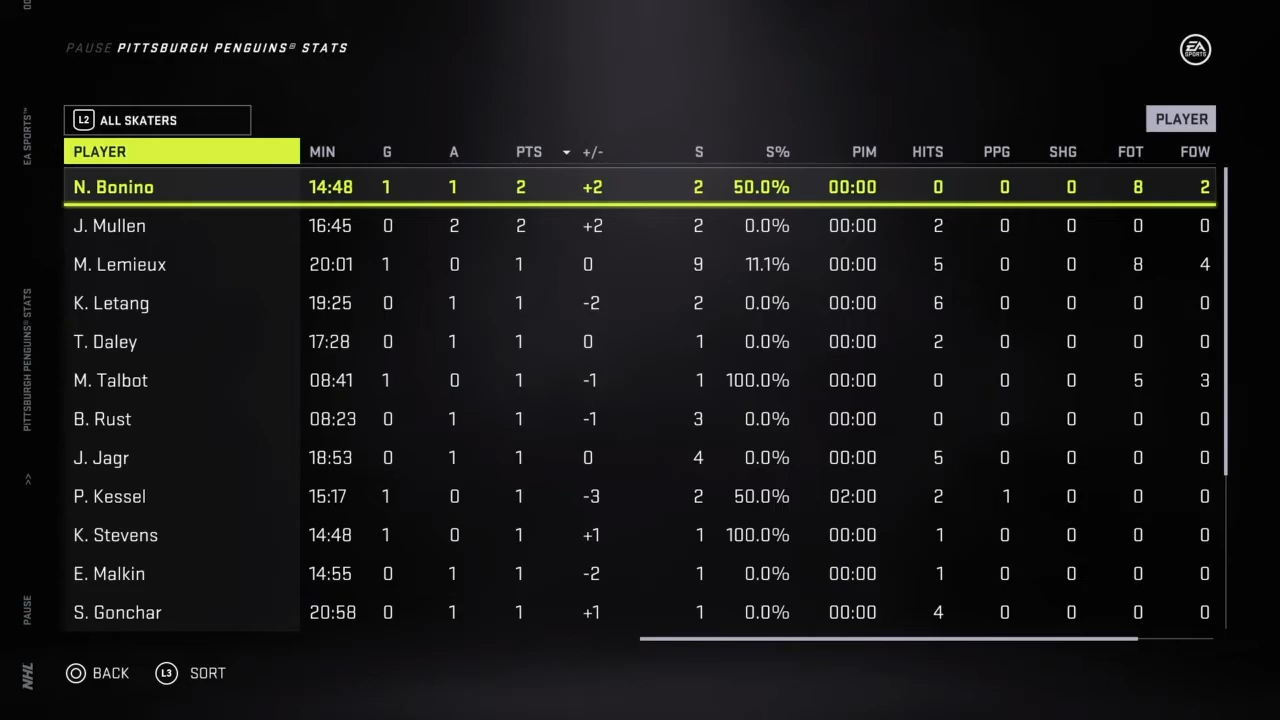 PAUSE PITTSBURGH PENGUINS® STATS
EA SPORTS
L2 ALL SKATERS
PLAYER
PLAYER MIN G A PTS +/- S S% PIM HITS PPG SHG FOT FOW
N. Bonino 14:48 1 1 2 +2 2 50.0% 00:00 0 0 0 8 2
J. Mullen 16:45 0 2 2 +2 2 0.0% 00:00 2 0 0 0 0
M. Lemieux 20:01 1 0 1 0 9 11.1% 00:00 5 0 0 8 4
K. Letang 19:25 0 1 1 -2 2 0.0% 00:00 6 0 0 0 0
T. Daley 17:28 0 1 1 0 1 0.0% 00:00 2 0 0 0 0
M. Talbot 08:41 1 0 1 -1 1 100.0% 00:00 0 0 0 5 3
B. Rust 08:23 0 1 1 -1 3 0.0% 00:00 0 0 0 0 0
J. Jagr 18:53 0 1 1 0 4 0.0% 00:00 5 0 0 0 0
P. Kessel 15:17 1 0 1 -3 2 50.0% 02:00 2 1 0 0 0
K. Stevens 14:48 1 0 1 +1 1 100.0% 00:00 1 0 0 0 0
E. Malkin 14:55 0 1 1 -2 1 0.0% 00:00 1 0 0 0 0
S. Gonchar 20:58 0 1 1 +1 1 0.0% 00:00 4 0 0 0 0
BACK L3 SORT
NHL PAUSE >> PITTSBURGH PENGUINS® STATS EA SPORTS™